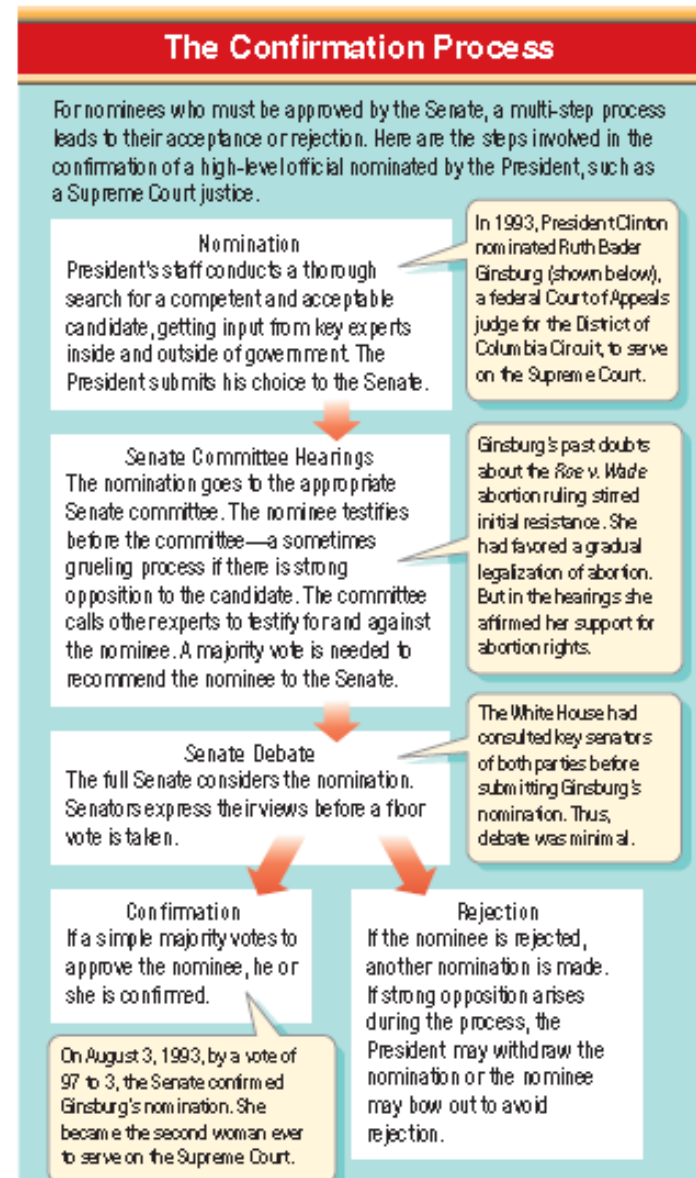 The Confirmation Process
For nominees who must be approved by the Senate, a multi-step process
leads to their acceptance or rejection. Here are the steps involved in the
confirmation of a high-level official nominated by the President, such as
a Supreme Court justice.
Nomination
President's staff conducts a thorough
search for a competent and acceptable
candidate, getting input from key experts
inside and outside of government. The
President submits his choice to the Senate.
In 1993, President Clinton
nominated Ruth Bader
Ginsburg (shown below),
a federal Court of Appeals
judge for the District of
Columbia Circuit, to serve
on the Supreme Court.
Senate Committee Hearings
The nomination goes to the appropriate
Senate committee. The nominee testifies
before the committee—a sometimes
grueling process if there is strong
opposition to the candidate. The committee
calls other experts to testify for and against
the nominee. A majority vote is needed to
recommend the nominee to the Senate.
Ginsburg's past doubts
about the Roe v. Wade
abortion ruling stirred
initial resistance. She
had favored a gradual
legalization of abortion.
But in the hearings she
affirmed her support for
abortion rights.
Senate Debate
The full Senate considers the nomination.
Senators express their views before a floor
vote is taken.
The White House had
consulted key senators
of both parties before
submitting Ginsburg's
nomination. Thus,
debate was minimal.
Confirmation
If a simple majority votes to
approve the nominee, he or
she is confirmed.
On August 3, 1993, by a vote of
97 to 3, the Senate confirmed
Ginsburg's nomination. She
became the second woman ever
to serve on the Supreme Court.
Rejection
If the nominee is rejected,
another nomination is made.
If strong opposition arises
during the process, the
President may withdraw the
nomination or the nominee
may bow out to avoid
rejection.